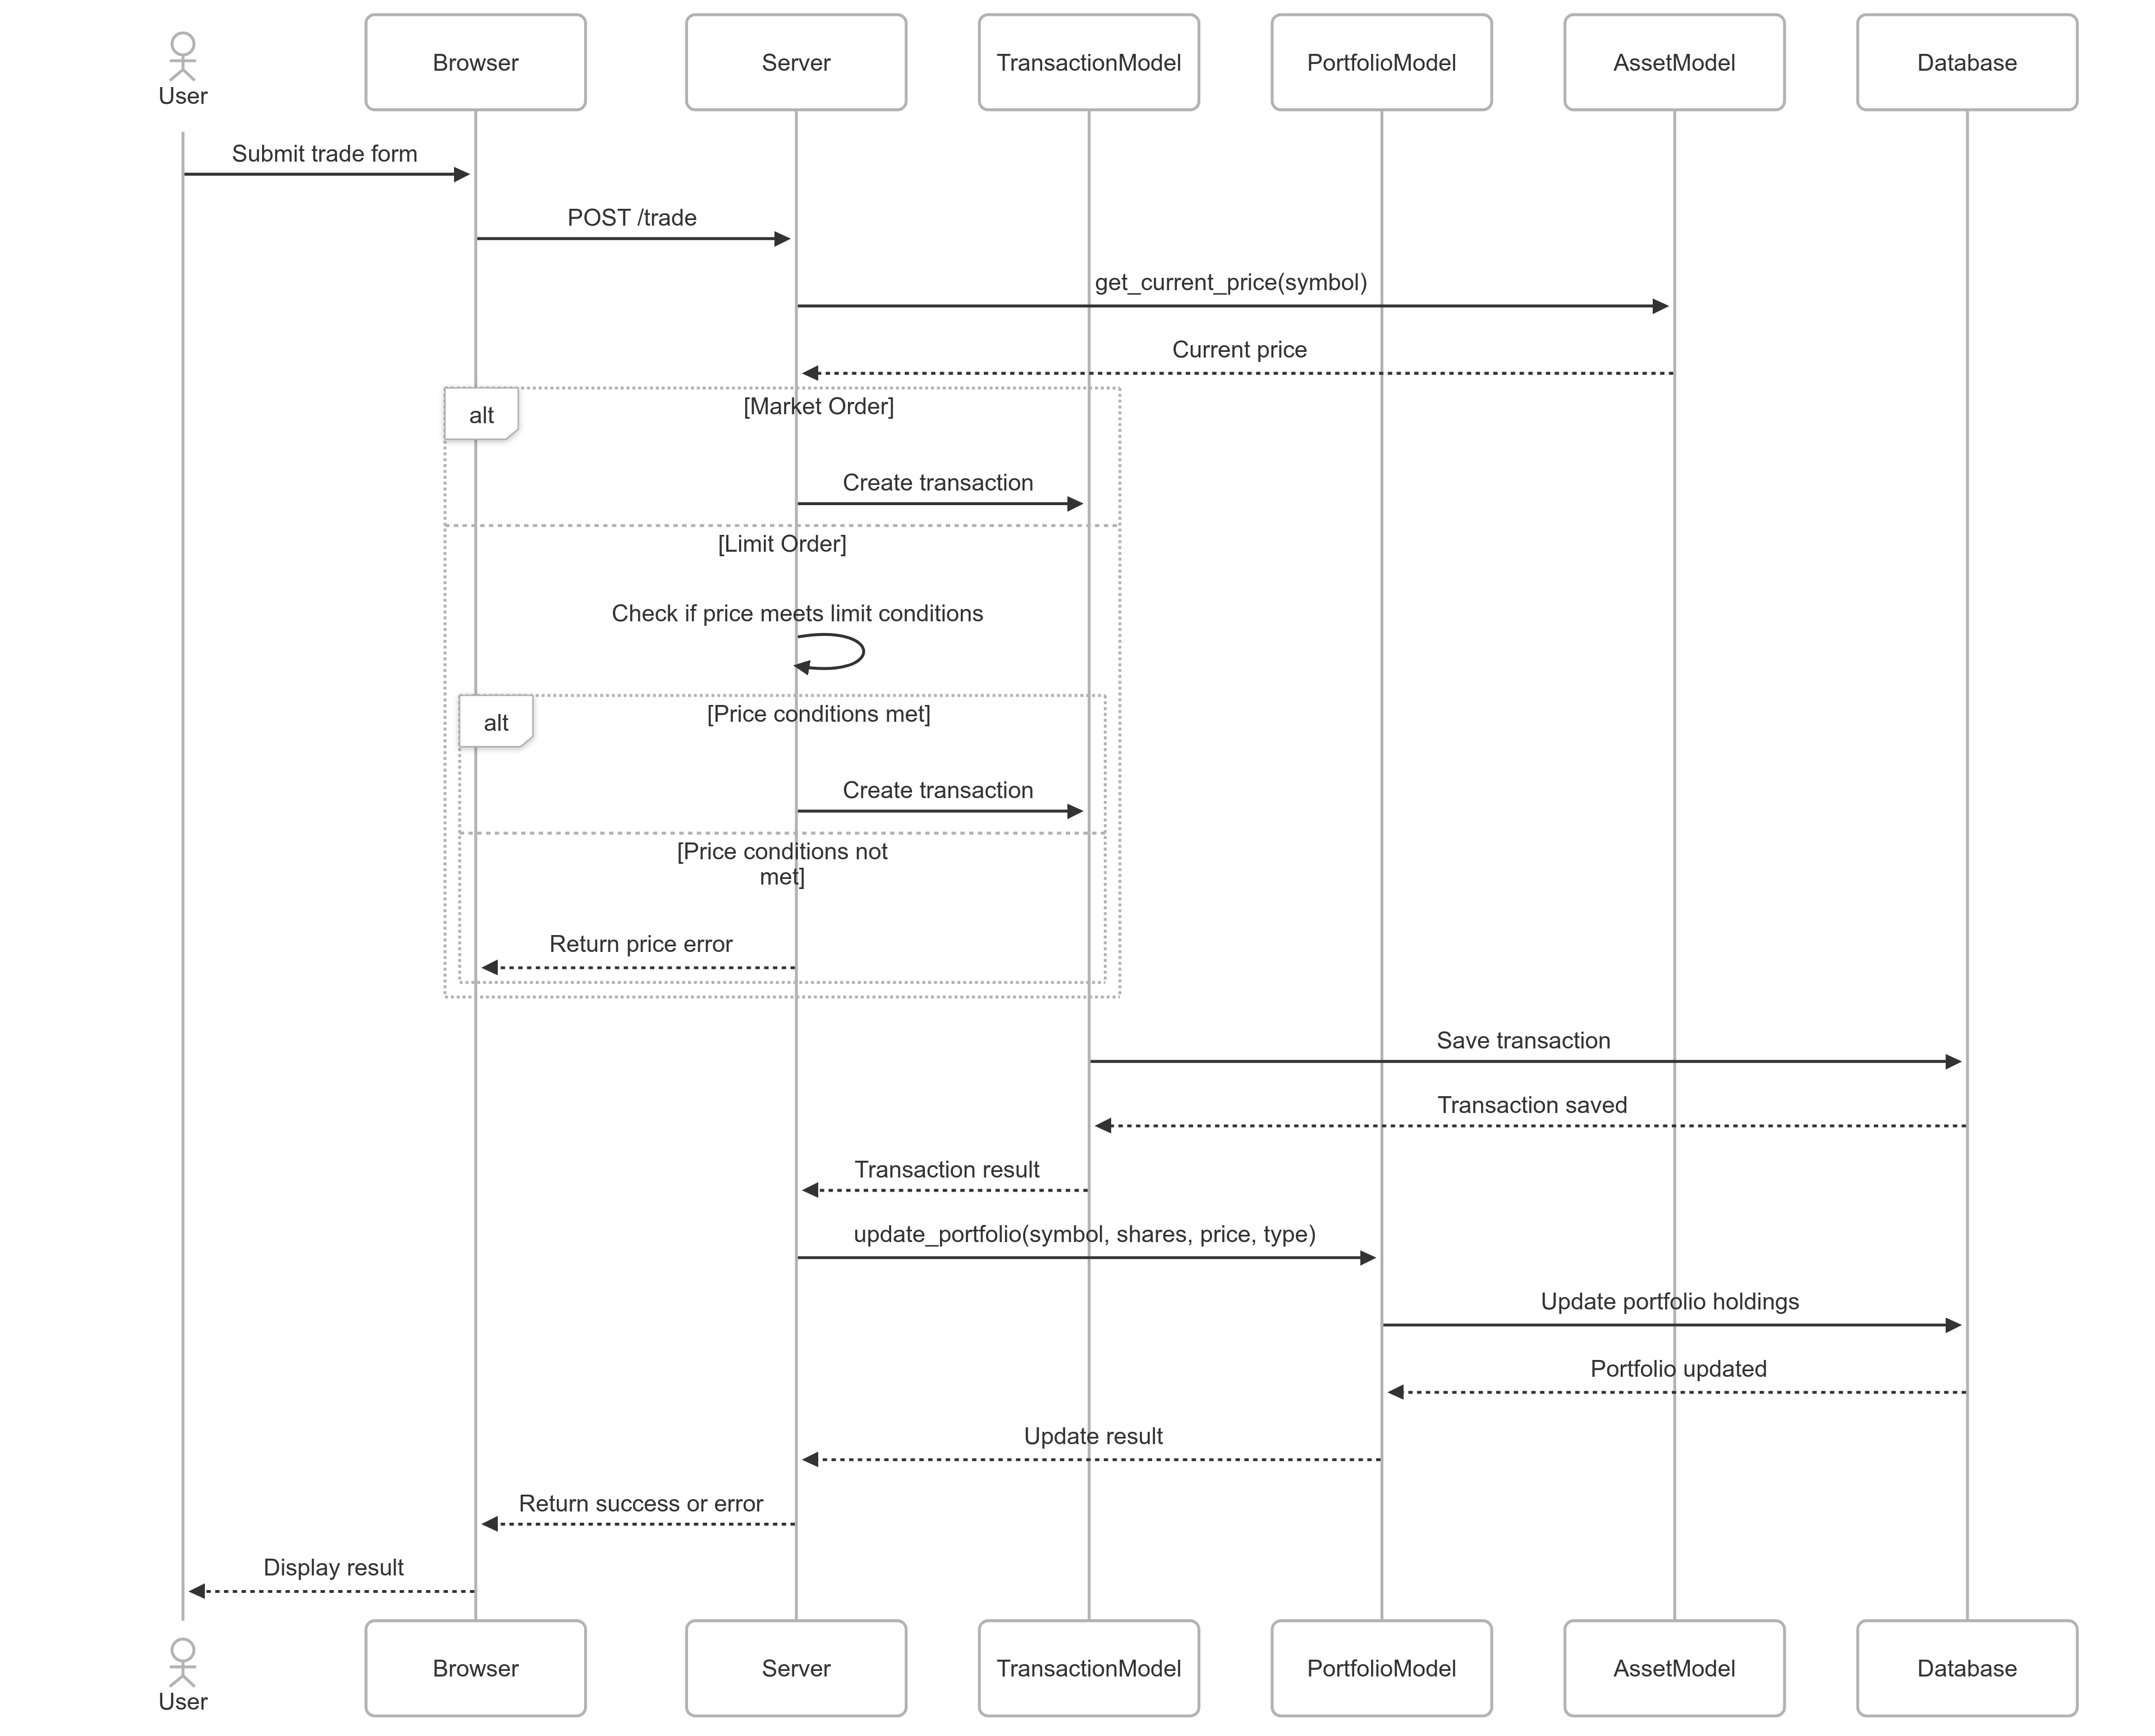 User
Browser
Server
TransactionModel
PortfolioModel
AssetModel
Database
Submit trade form
POST /trade
get_current_price(symbol)
Current price
alt
[Market Order]
Create transaction
[Limit Order]
Check if price meets limit conditions
alt
[Price conditions met]
Create transaction
[Price conditions not
met]
Return price error
Save transaction
Transaction saved
Transaction result
update_portfolio(symbol, shares, price, type)
Update portfolio holdings
Portfolio updated
Update result
Return success or error
Display result
User
Browser
Server
TransactionModel
PortfolioModel
AssetModel
Database